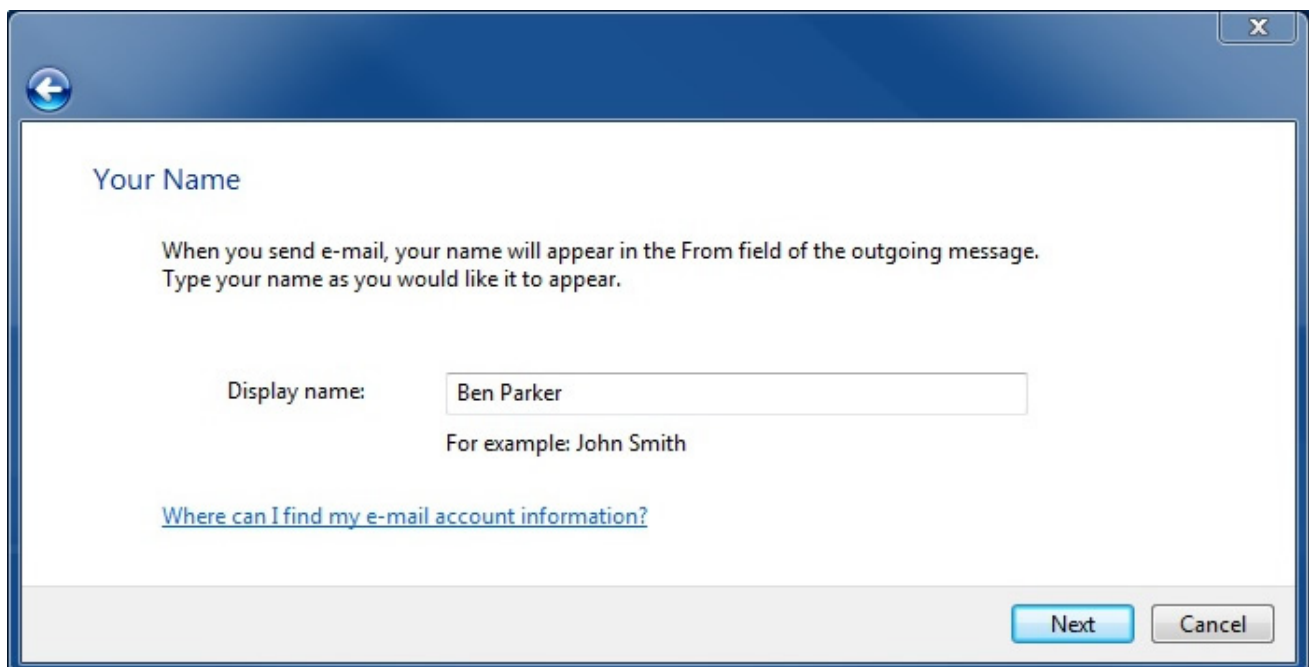 X
Your Name
When you send e-mail, your name will appear in the From field of the outgoing message.
Type your name as you would like it to appear.
Display name: Ben Parker
For example: John Smith
Where can I find my e-mail account information?
Next Cancel